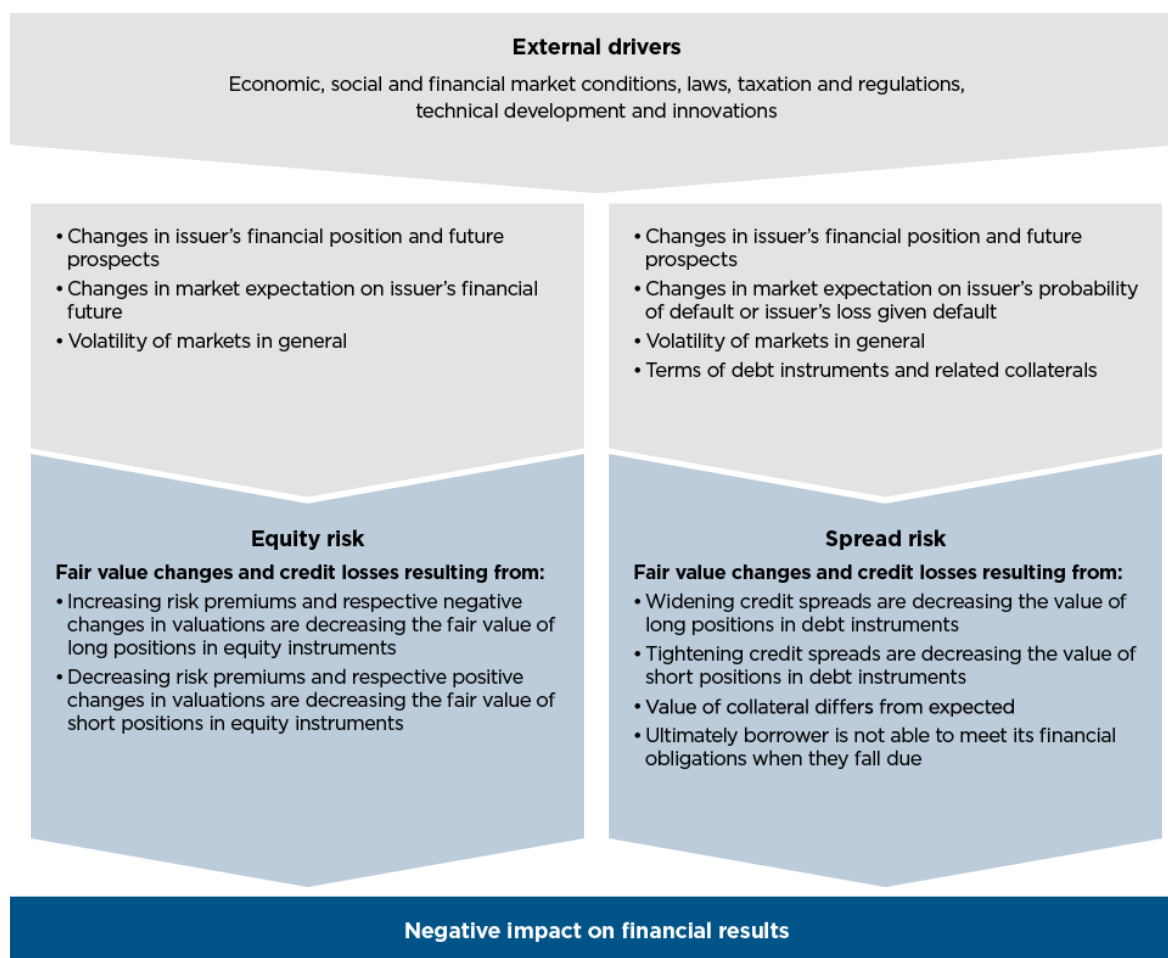 External drivers
Economic, social and financial market conditions, laws, taxation and regulations,
technical development and innovations
• Changes in issuer's financial position and future
prospects
• Changes in market expectation on issuer's financial
future
• Volatility of markets in general
• Changes in issuer's financial position and future
prospects
• Changes in market expectation on issuer's probability
of default or issuer's loss given default
• Volatility of markets in general
• Terms of debt instruments and related collaterals
Equity risk
Fair value changes and credit losses resulting from:
• Increasing risk premiums and respective negative
changes in valuations are decreasing the fair value of
long positions in equity instruments
• Decreasing risk premiums and respective positive
changes in valuations are decreasing the fair value of
short positions in equity instruments
Spread risk
Fair value changes and credit losses resulting from:
• Widening credit spreads are decreasing the value of
long positions in debt instruments
• Tightening credit spreads are decreasing the value of
short positions in debt instruments
• Value of collateral differs from expected
• Ultimately borrower is not able to meet its financial
obligations when they fall due
Negative impact on financial results